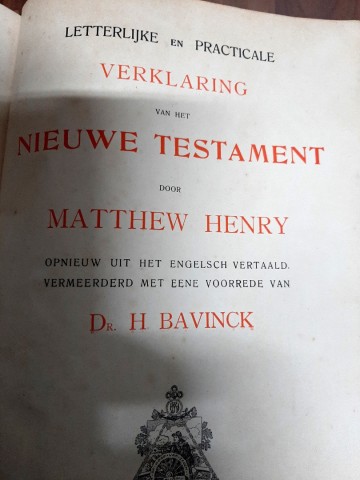 LETTERLIJKE EN PRACTICALE
VERKLARING
VAN HET
NIEUWE TESTAMENT
DOOR
MATTHEW HENRY
OPNIEUW UIT HET ENGELSCH VERTAALD.
VERMEERDERD MET EENE VOORREDE VAN
DR. H BAVINCK